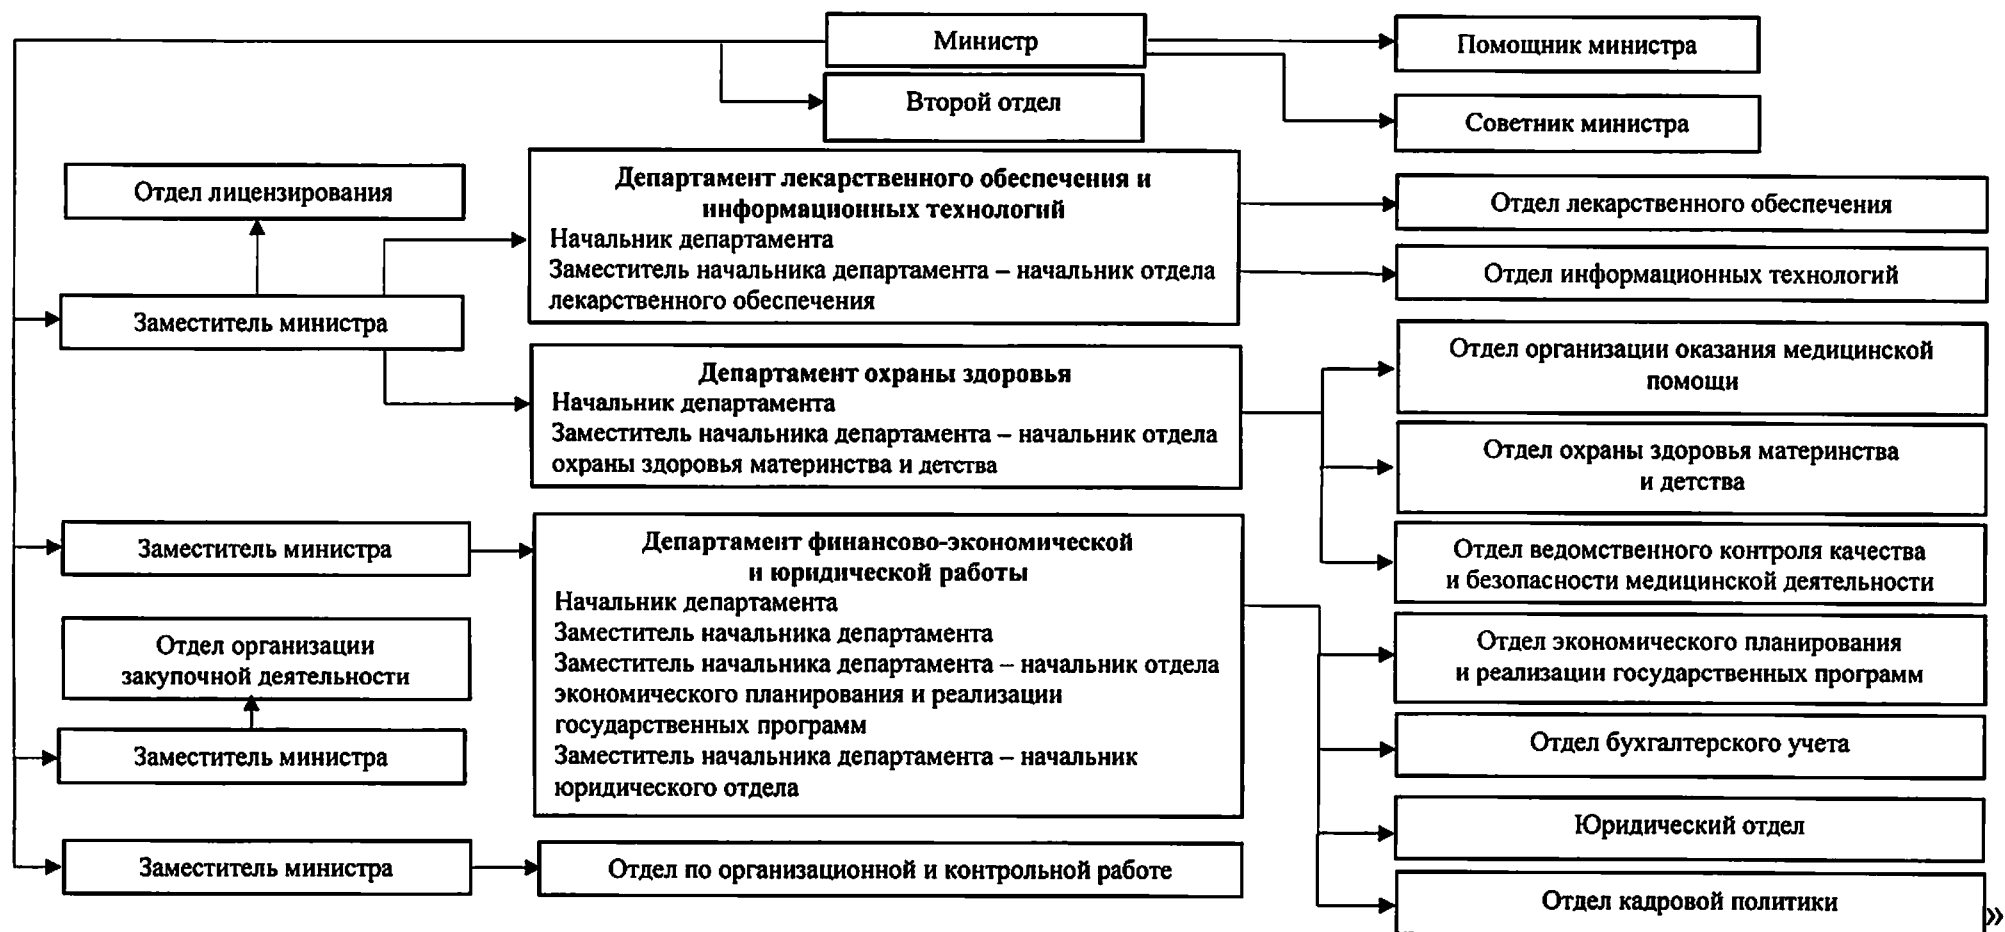 Министр
Помощник министра
Второй отдел
Советник министра
Отдел лицензирования
Департамент лекарственного обеспечения и
информационных технологий
Начальник департамента
Заместитель начальника департамента – начальник отдела
лекарственного обеспечения
Отдел лекарственного обеспечения
Отдел информационных технологий
Заместитель министра
Департамент охраны здоровья
Начальник департамента
Заместитель начальника департамента – начальник отдела
охраны здоровья материнства и детства
Отдел организации оказания медицинской
помощи
Отдел охраны здоровья материнства
и детства
Отдел ведомственного контроля качества
и безопасности медицинской деятельности
Заместитель министра
Департамент финансово-экономической
и юридической работы
Начальник департамента
Заместитель начальника департамента
Заместитель начальника департамента – начальник отдела
экономического планирования и реализации
государственных программ
Заместитель начальника департамента – начальник
юридического отдела
Отдел организации
закупочной деятельности
Заместитель министра
Отдел экономического планирования
и реализации государственных программ
Отдел бухгалтерского учета
Юридический отдел
Заместитель министра
Отдел по организационной и контрольной работе
Отдел кадровой политики
»